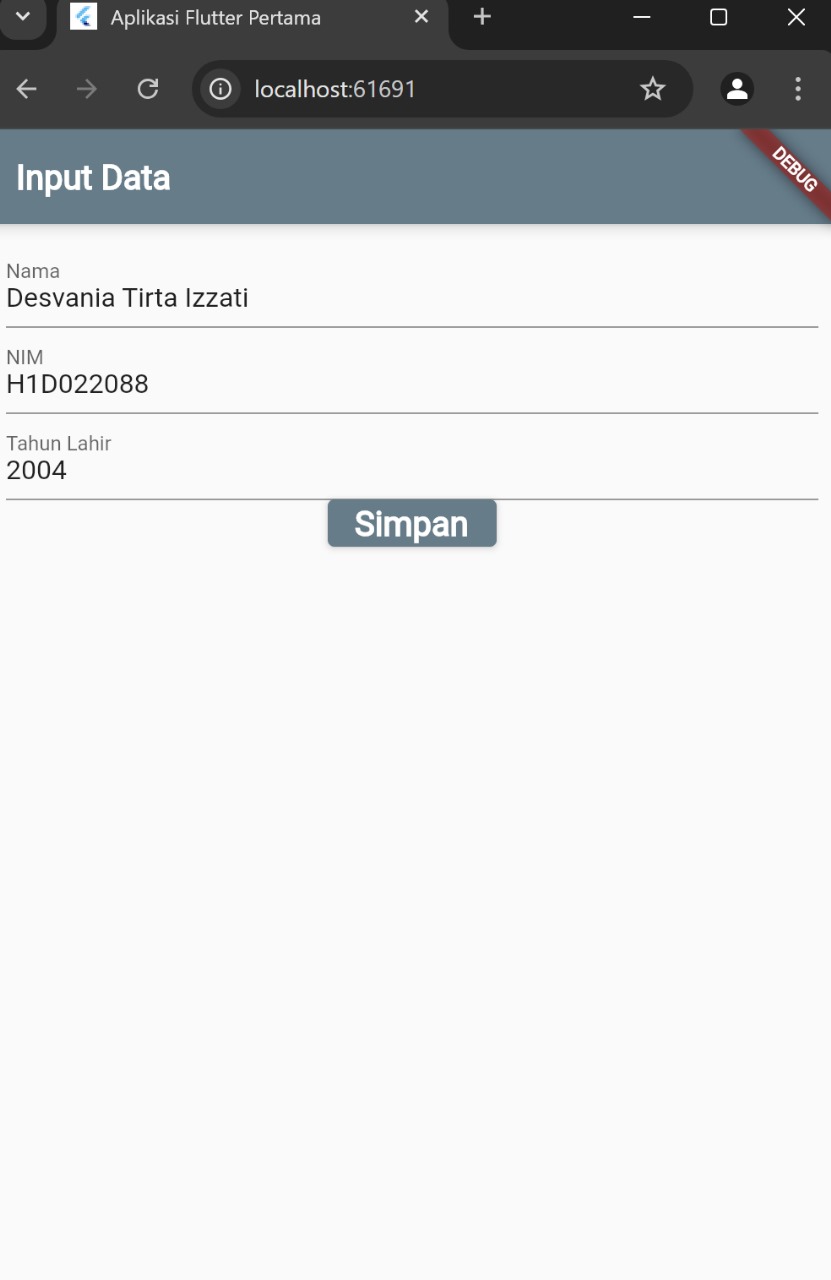 Aplikasi Flutter Pertama
localhost:61691
Input Data
DEBUG
Nama
Desvania Tirta Izzati
NIM
H1D022088
Tahun Lahir
2004
Simpan